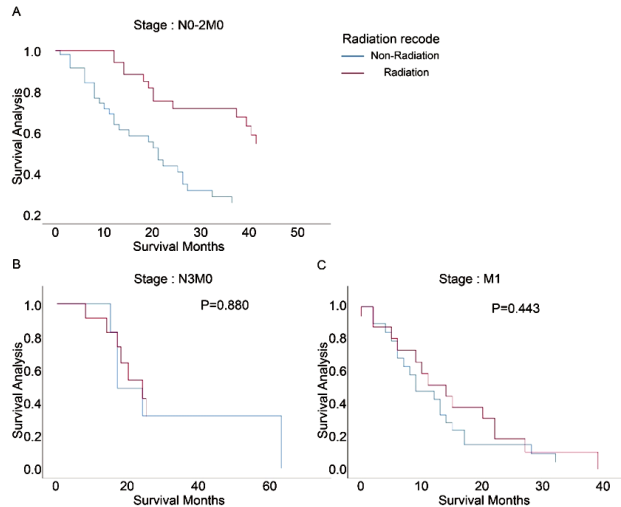 A
Stage : N0-2M0
Radiation recode
Non-Radiation
Radiation
Survival Analysis
1.0
0.8
0.6
0.4
0.2
0 10 20 30 40 50
Survival Months
B
Stage : N3M0
P=0.880
Survival Analysis
1.0
0.8
0.6
0.4
0.2
0.0
0 20 40 60
Survival Months
C
Stage : M1
P=0.443
Survival Analysis
1.0
0.8
0.6
0.4
0.2
0.0
0 10 20 30 40
Survival Months